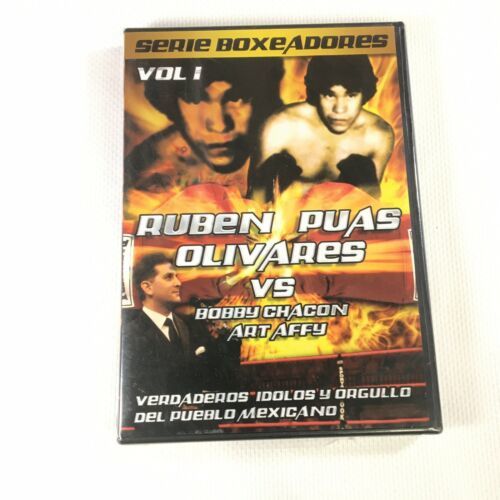 SERIE BOXEADORES
VOL 1
RUBEN PUAS
OLIVARES
VS
BOBBY CHACON
ART AFFY
VERDADEROS IDOLOS Y ORGULLO
DEL PUEBLO MEXICANO